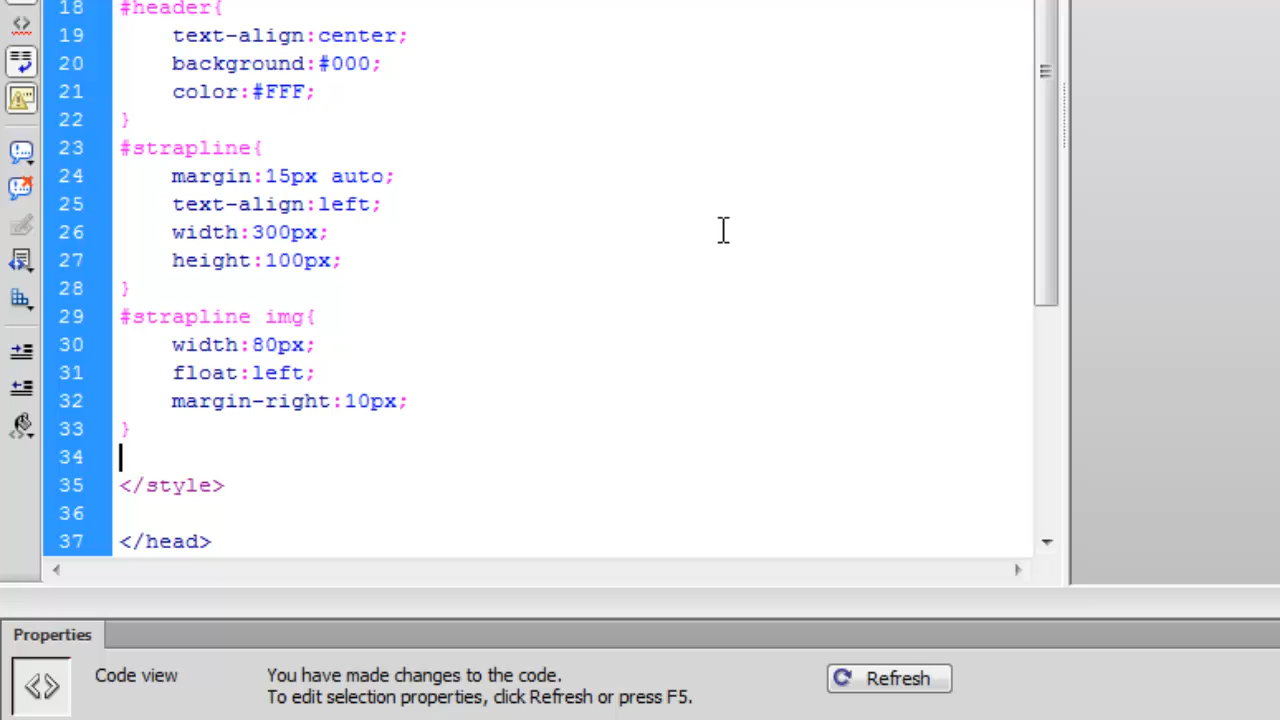 18 #header{
19 text-align:center;
20 background:#000;
21 color:#FFF;
22 }
23 #strapline{
24 margin:15px auto;
25 text-align:left;
26 width:300px;
27 height:100px;
28 }
29 #strapline img{
30 width:80px;
31 float:left;
32 margin-right:10px;
33 }
34
35 </style>
36
37 </head>
Properties
Code view
You have made changes to the code.
To edit selection properties, click Refresh or press F5.
Refresh